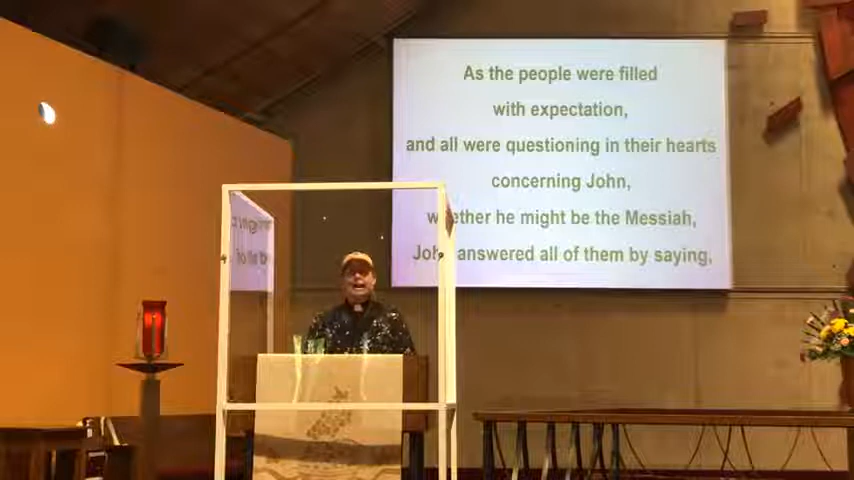 As the people were filled
with expectation,
and all were questioning in their hearts
concerning John,
whether he might be the Messiah,
John answered all of them by saying,